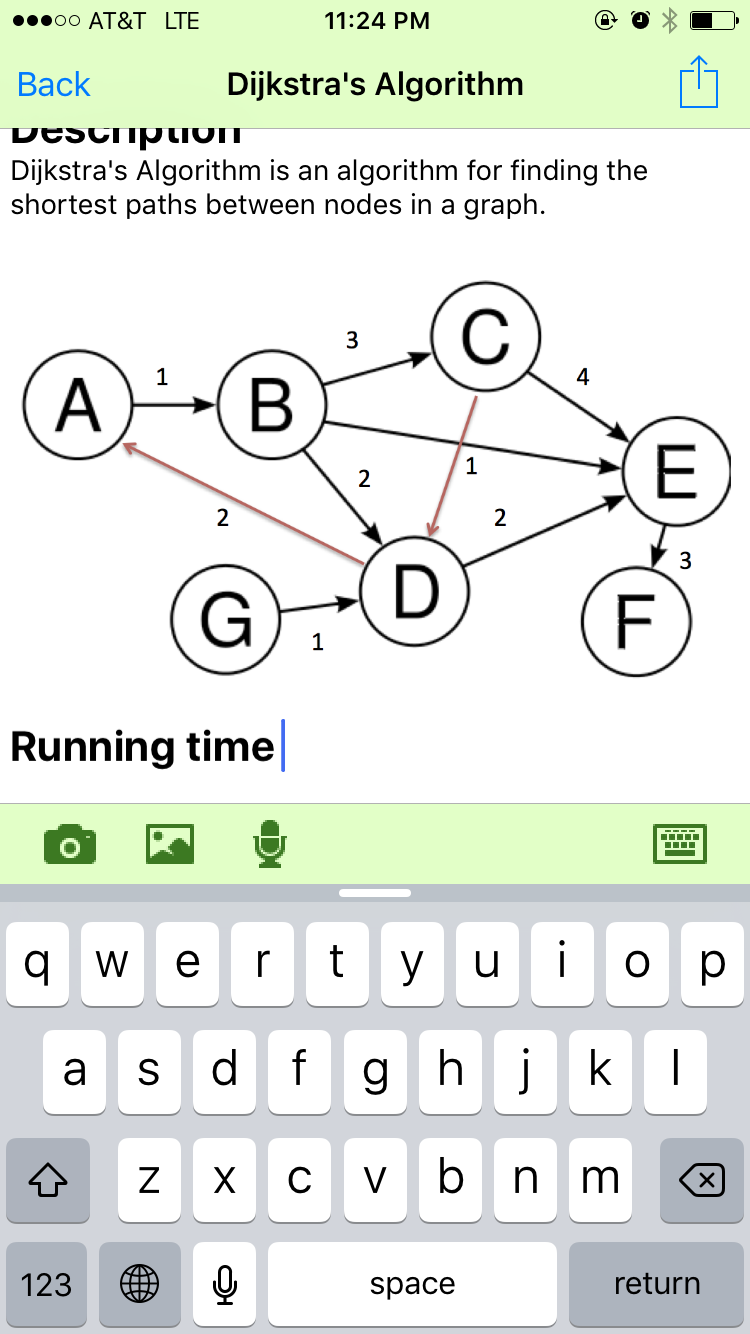 AT&T LTE 11:24 PM
Back Dijkstra's Algorithm
Description
Dijkstra's Algorithm is an algorithm for finding the
shortest paths between nodes in a graph.
C
3
4
1
A B
E
1
2
2 2
3
D
G F
1
Running time
q w e r t y u i o p
a s d f g h j k l
z x c v b n m
123 space return